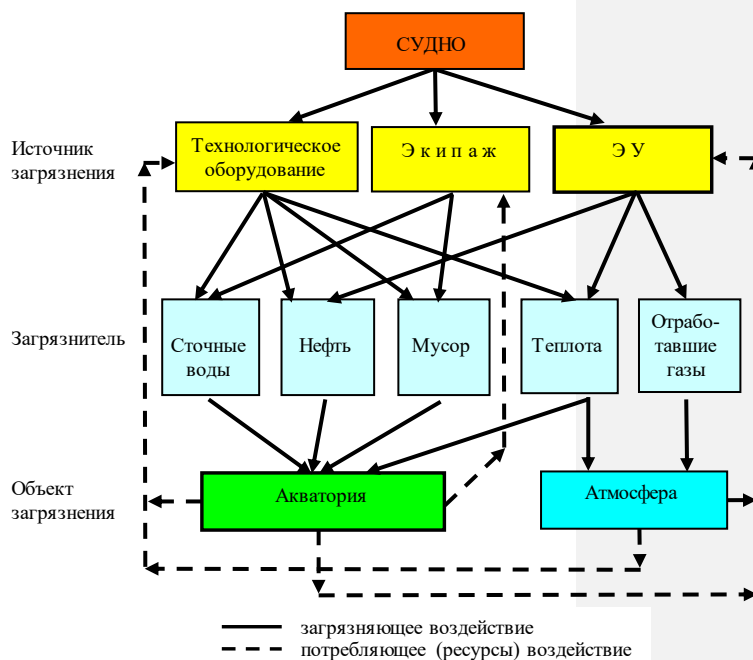 СУДНО
Источник
загрязнения
Технологическое
оборудование
Э к и п а ж
Э У
Загрязнитель
Сточные
воды
Нефть
Мусор
Теплота
Отрабо-
тавшие
газы
Объект
загрязнения
Акватория
Атмосфера
загрязняющее воздействие
потребляющее (ресурсы) воздействие